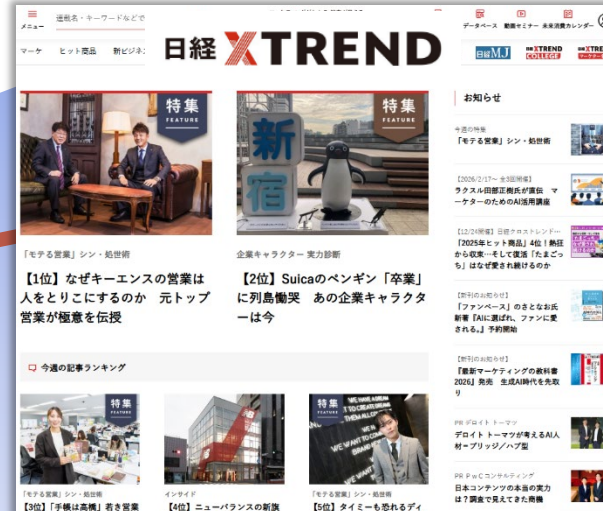 メニュー
連載名・キーワードなどで
データベース 動画セミナー 未来消費カレンダー
マーケ ヒット商品 新ビジネ
日経XTREND
日経MJ
日経XTREND
COLLEGE
特集
FEATURE
特集
FEATURE
新
宿
「モテる営業」シン・処世術
【1位】なぜキーエンスの営業は
人をとりこにするのか 元トップ
営業が極意を伝授
企業キャラクター 実力診断
【2位】Suicaのペンギン「卒業」
に列島慟哭 あの企業キャラクタ
ーは今
今週の記事ランキング
特集
FEATURE
特集
FEATURE
「モテる営業」シン・処世術
【3位】「手帳は高橋」若き営業
インサイド
【4位】ニューバランスの新旗
「モテる営業」シン・処世術
【5位】タイミーも恐れるディ
お知らせ
今週の特集
「モテる営業」シン・処世術
【2026/2/17〜 全3回開催】
ラクスル田部正樹氏が直伝 マ
ーケターのためのAI活用講座
【12/24開催】日経クロストレンド…
「2025年ヒット商品」4位！熱狂
から収束…そして復活「たまごっ
ち」はなぜ愛され続けるのか
【新刊のお知らせ】
「ファンベース」のさとなお氏
新著『AIに選ばれ、ファンに愛
される。』予約開始
【新刊のお知らせ】
『最新マーケティングの教科書
2026』発売 生成AI時代を先取
り
PR デロイト トーマツ
デロイト トーマツが考えるAI人
材＝ブリッジ／ハブ型
PR PwCコンサルティング
日本コンテンツの本当の実力
は？調査で見えてきた商機